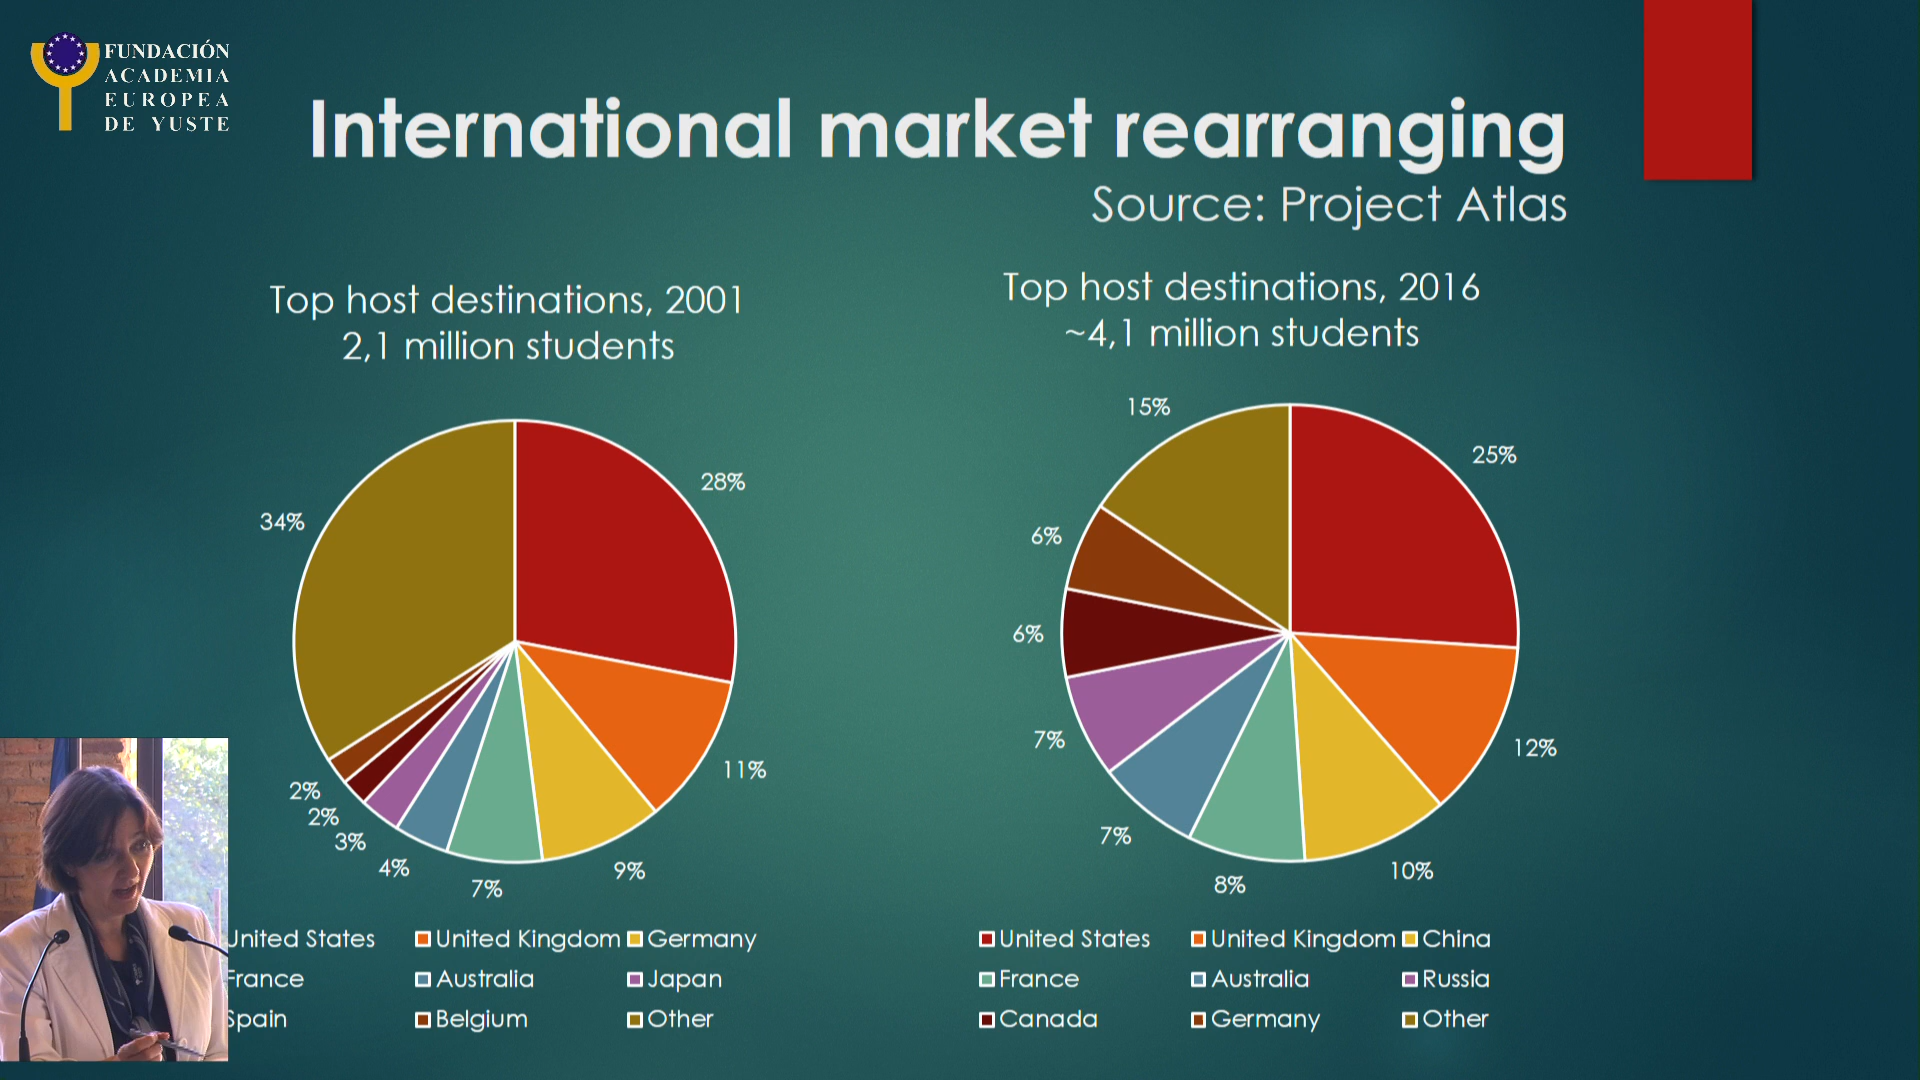 FUNDACIÓN
ACADEMIA
EUROPEA
DE YUSTE
International market rearranging
Source: Project Atlas
Top host destinations, 2001
2,1 million students
28%
11%
9%
7%
4%
3%
2%
2%
34%
United States
United Kingdom
Germany
France
Australia
Japan
Spain
Belgium
Other
Top host destinations, 2016
~4,1 million students
25%
12%
10%
8%
7%
7%
6%
6%
15%
United States
United Kingdom
China
France
Australia
Russia
Canada
Germany
Other